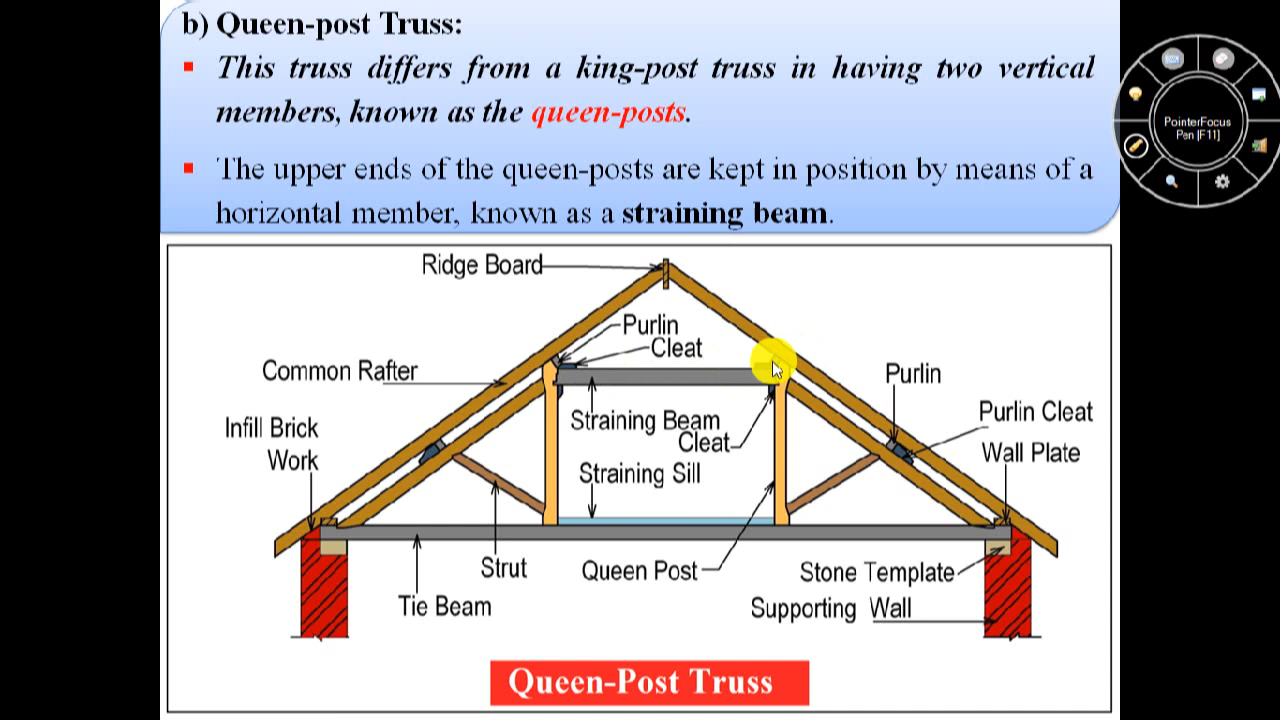 b) Queen-post Truss:
▪ This truss differs from a king-post truss in having two vertical
members, known as the queen-posts.
▪ The upper ends of the queen-posts are kept in position by means of a
horizontal member, known as a straining beam.
PointerFocus
Pen [F11]
Ridge Board
Purlin
Cleat
Common Rafter
Purlin
Infill Brick
Work
Straining Beam
Cleat
Purlin Cleat
Wall Plate
Straining Sill
Strut
Queen Post
Stone Template
Tie Beam
Supporting Wall
Queen-Post Truss